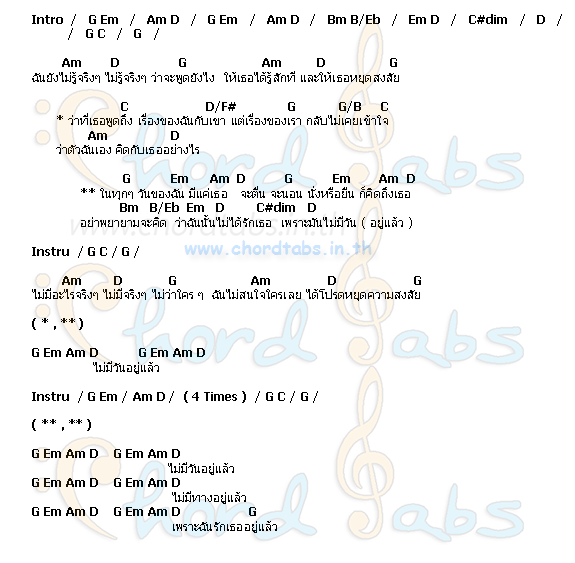 Intro / G Em / Am D / G Em / Am D / Bm B/Eb / Em D / C#dim / D /
/ G C / G /
Am D G Am D G
ฉันยังไม่รู้จริงๆ ไม่รู้จริงๆ ว่าจะพูดยังไง ให้เธอได้รู้สักที และให้เธอหยุดสงสัย
C D/F# G G/B C
* ว่าที่เธอพูดถึง เรื่องของฉันกับเขา แต่เรื่องของเรา กลับไม่เคยเข้าใจ
Am D
ว่าตัวฉันเอง คิดกับเธออย่างไร
G Em Am D G Em Am D
** ในทุกๆ วันของฉัน มีแค่เธอ จะตื่น จะนอน นั่งหรือยืน ก็คิดถึงเธอ
Bm B/Eb Em D C#dim D
อย่าพยายามจะคิด ว่าฉันนั้นไม่ได้รักเธอ เพราะมันไม่มีวัน ( อยู่แล้ว )
www.chordtabs.in.th
Instru / G C / G /
www.chordtabs.in.th
Am D G Am D G
ไม่มีอะไรจริงๆ ไม่มีจริงๆ ไม่ว่าใคร ๆ ฉันไม่สนใจใครเลย ได้โปรดหยุดความสงสัย
( * , ** )
G Em Am D G Em Am D
ไม่มีวันอยู่แล้ว
Instru / G Em / Am D / ( 4 Times ) / G C / G /
( ** , ** )
G Em Am D G Em Am D
ไม่มีวันอยู่แล้ว
G Em Am D G Em Am D
ไม่มีทางอยู่แล้ว
G Em Am D G Em Am D G
เพราะฉันรักเธออยู่แล้ว
Chord Tabs
Chord Tabs